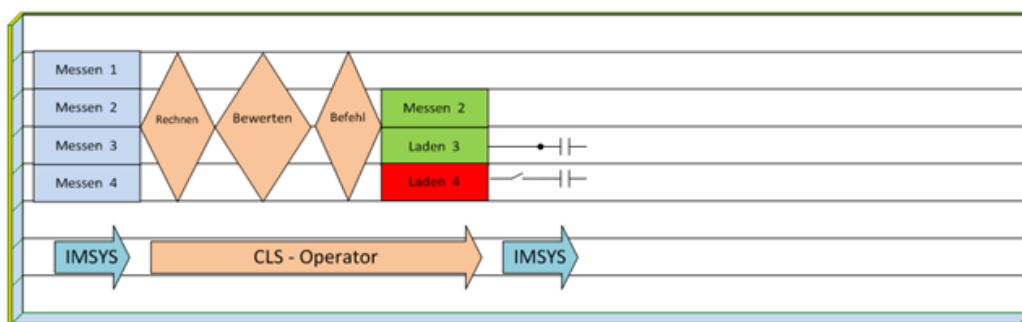 Messen 1
Messen 2
Messen 3
Messen 4
Rechnen
Bewerten
Befehl
Messen 2
Laden 3
Laden 4
IMSYS
CLS - Operator
IMSYS